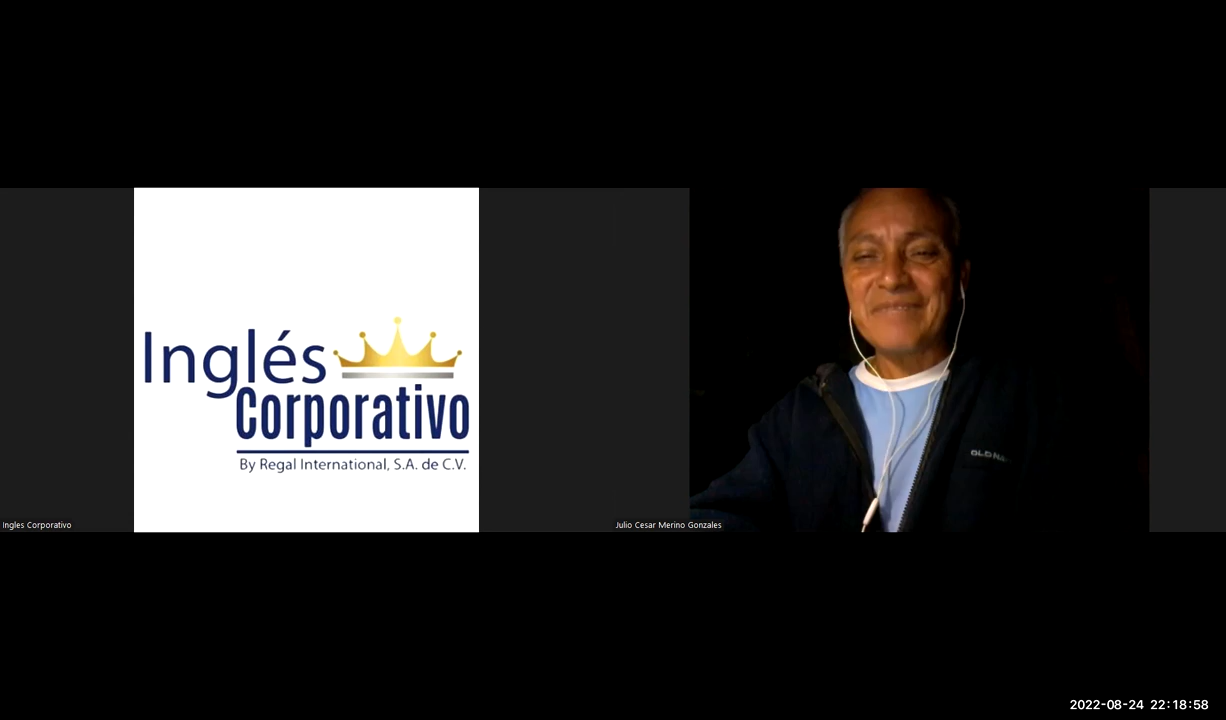 Inglés
Corporativo
By Regal International, S.A. de C.V.
Ingles Corporativo
Julio Cesar Merino Gonzales
2022-08-24 22:18:58